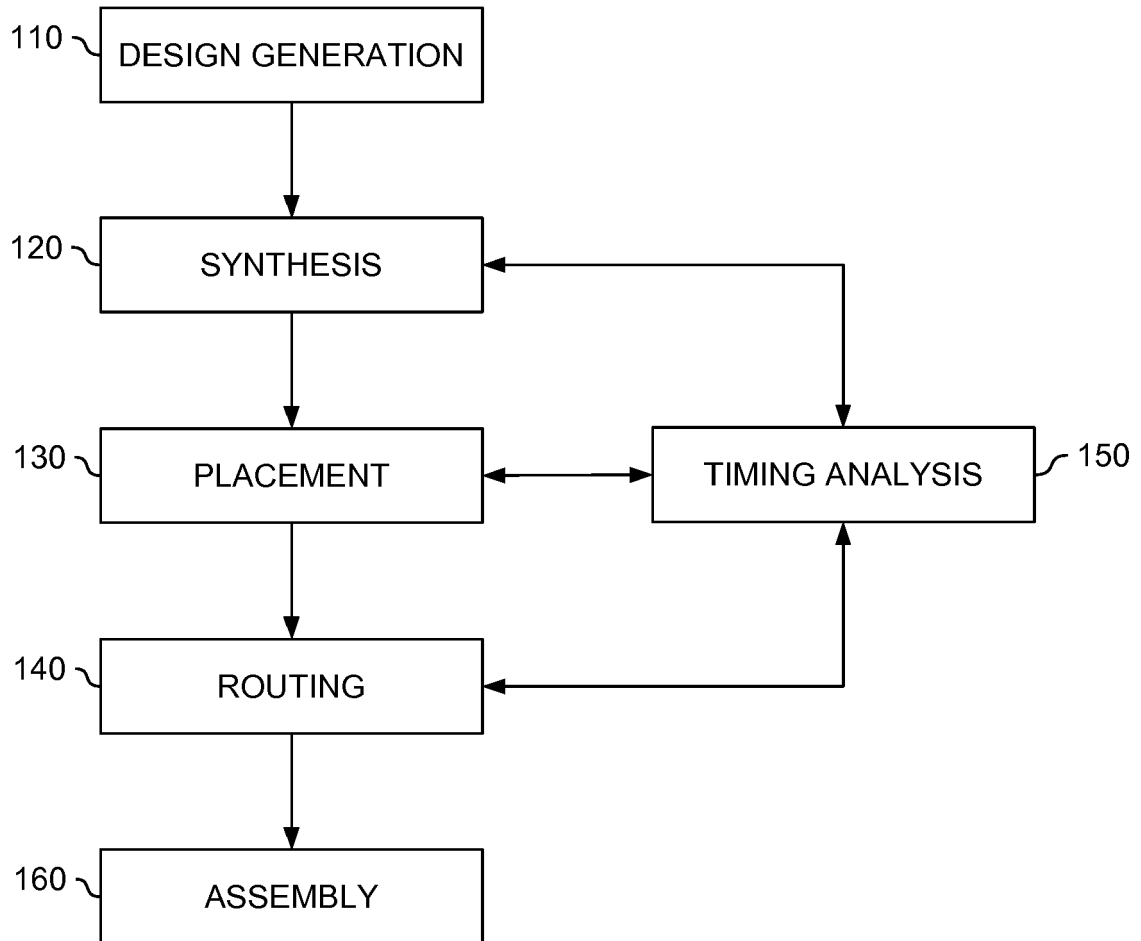 110
DESIGN GENERATION
120
SYNTHESIS
130
PLACEMENT
TIMING ANALYSIS
150
140
ROUTING
160
ASSEMBLY